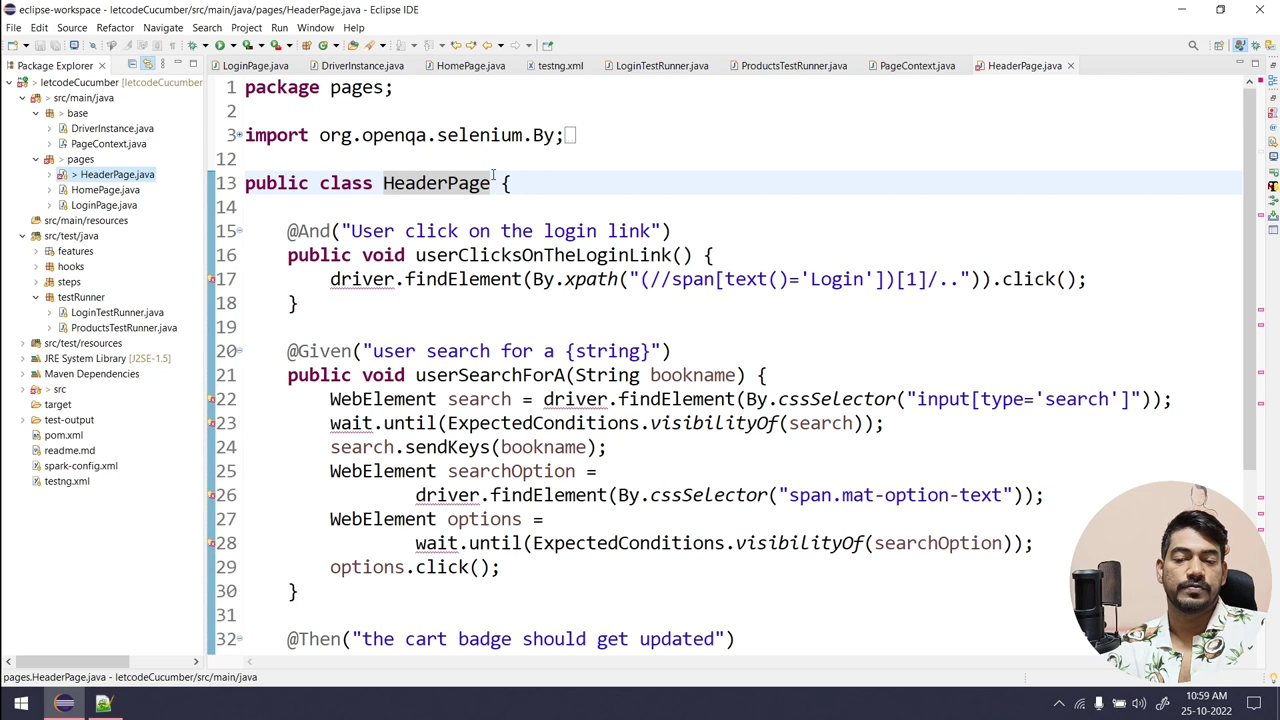 eclipse-workspace - letcodeCucumber/src/main/java/pages/HeaderPage.java - Eclipse IDE
File Edit Source Refactor Navigate Search Project Run Window Help
Package Explorer
LoginPage.java DriverInstance.java HomePage.java testng.xml LoginTestRunner.java ProductsTestRunner.java PageContext.java HeaderPage.java
letcodeCucumber [letcodeCucumber
src/main/java
base
DriverInstance.java
PageContext.java
pages
> HeaderPage.java
HomePage.java
LoginPage.java
src/main/resources
src/test/java
features
hooks
steps
testRunner
LoginTestRunner.java
ProductsTestRunner.java
src/test/resources
JRE System Library [J2SE-1.5]
Maven Dependencies
src
target
test-output
pom.xml
readme.md
spark-config.xml
testng.xml
1 package pages;
2
3 import org.openqa.selenium.By;
12
13 public class HeaderPage {
14
15 @And("User click on the login link")
16 public void userClicksOnTheLoginLink() {
17 driver.findElement(By.xpath("(//span[text()='Login'])[1]/..")).click();
18 }
19
20 @Given("user search for a {string}")
21 public void userSearchForA(String bookname) {
22 WebElement search = driver.findElement(By.cssSelector("input[type='search']"));
23 wait.until(ExpectedConditions.visibilityOf(search));
24 search.sendKeys(bookname);
25 WebElement searchOption =
26 driver.findElement(By.cssSelector("span.mat-option-text"));
27 WebElement options =
28 wait.until(ExpectedConditions.visibilityOf(searchOption));
29 options.click();
30 }
31
32 @Then("the cart badge should get updated")
pages.HeaderPage.java - letcodeCucumber/src/main/java
10:59 AM
25-10-2022